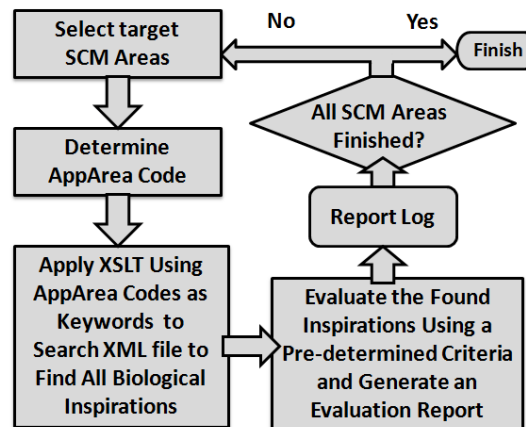 Select target
SCM Areas
Determine
AppArea Code
Apply XSLT Using
AppArea Codes as
Keywords to
Search XML file to
Find All Biological
Inspirations
Evaluate the Found
Inspirations Using a
Pre-determined Criteria
and Generate an
Evaluation Report
Report Log
All SCM Areas
Finished?
No
Yes
Finish